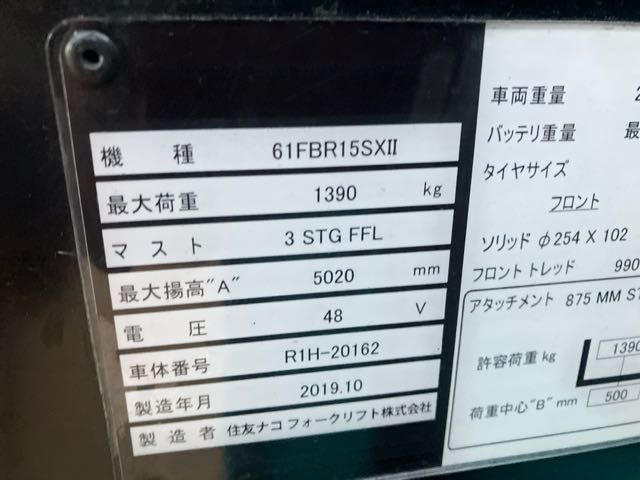 機種 61FBR15SXII
最大荷重 1390 kg
マスト 3 STG FFL
最大揚高"A" 5020 mm
電圧 48 V
車体番号 R1H-20162
製造年月 2019.10
製造者 住友ナコ フォークリフト株式会社
車両重量 2
バッテリ重量 最
タイヤサイズ
フロント
ソリッド φ254 X 102
フロント トレッド 990
アタッチメント 875 MM ST
許容荷重 kg 1390
荷重中心"B" mm 500